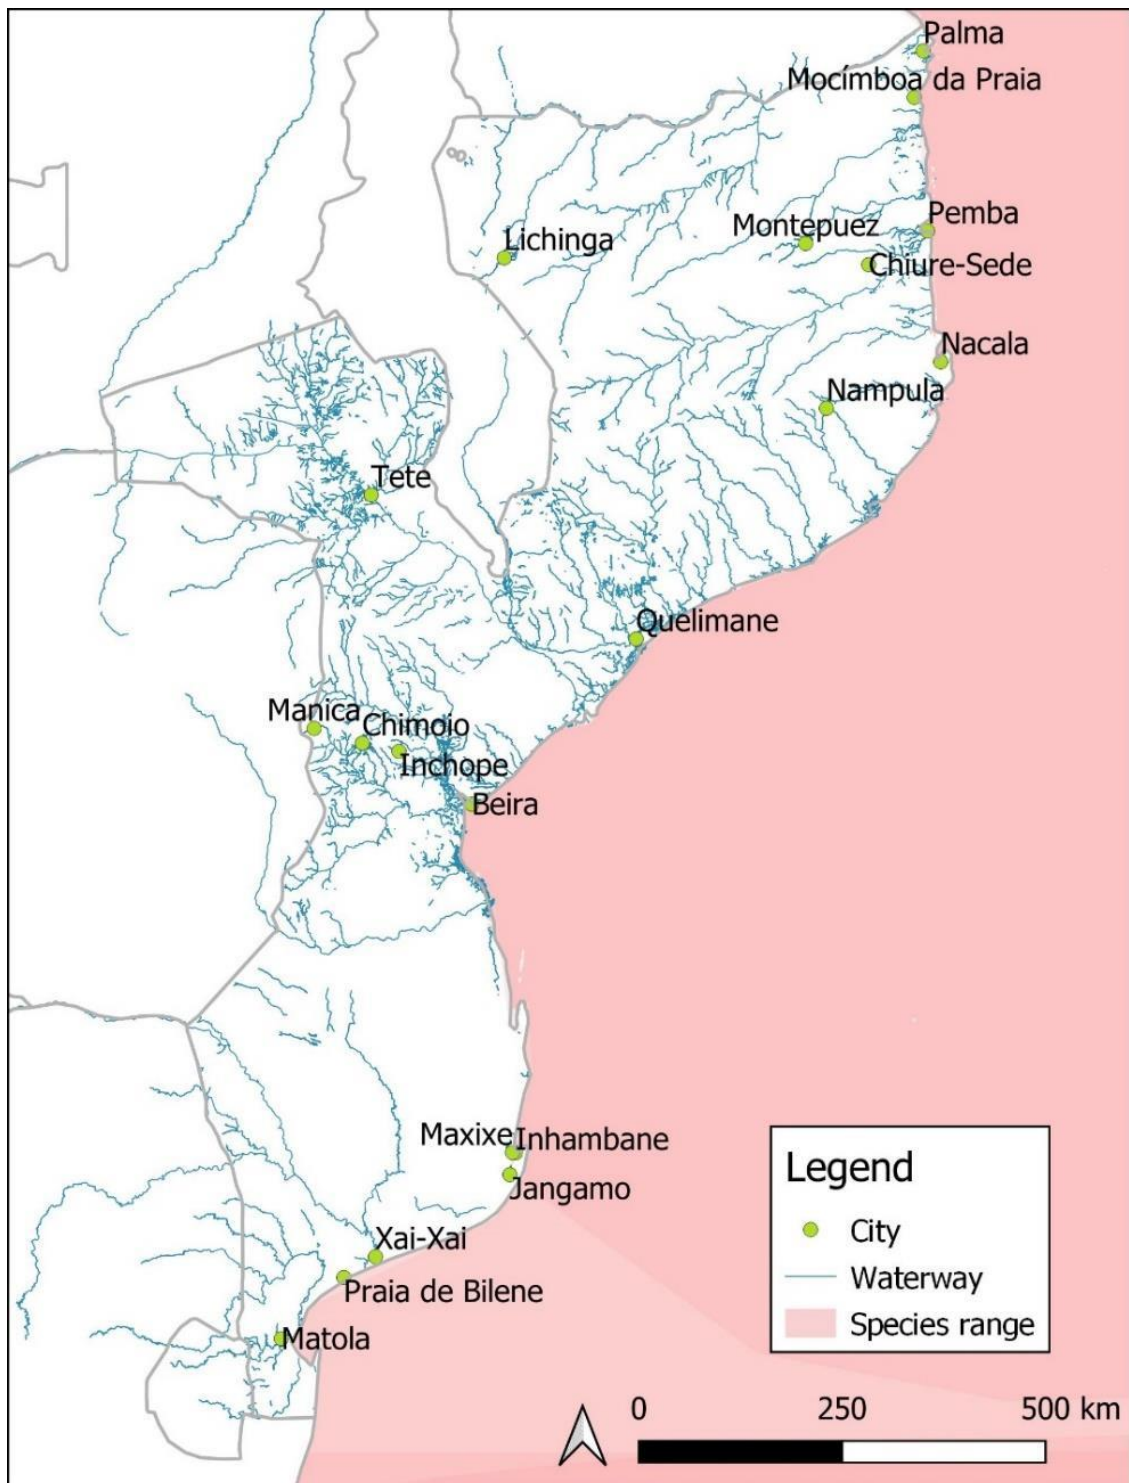 Palma
Mocímboa da Praia
Pemba
Montepuez
Lichinga
Chiure-Sede
Nacala
Nampula
Tete
Quelimane
Manica
Chimoio
Inchope
Beira
Maxixe
Inhambane
Jangamo
Xai-Xai
Praia de Bilene
Matola
Legend
City
Waterway
Species range
0 250 500 km